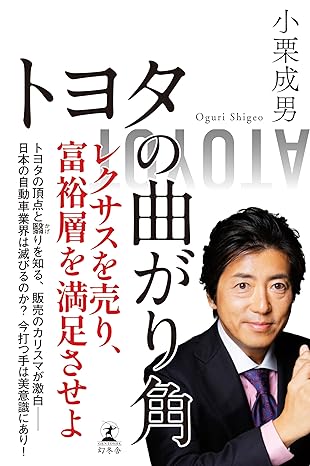 小栗成男
Oguri Shigeo
TOYOTA
トヨタの曲がり角
レクサスを売り、
富裕層を満足させよ
トヨタの頂点と翳りを知る、販売のカリスマが激白――
かげ
日本の自動車業界は滅びるのか? 今打つ手は美意識にあり!
GENTOSHA
幻冬舎